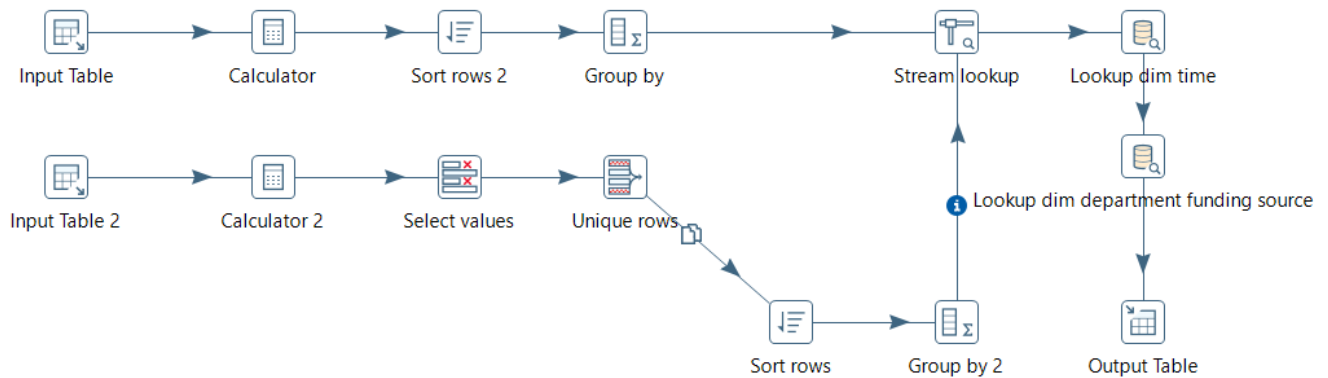 Input Table
Calculator
Sort rows 2
Group by
Stream lookup
Lookup dim time
Input Table 2
Calculator 2
Select values
Unique rows
Lookup dim department funding source
Sort rows
Group by 2
Output Table